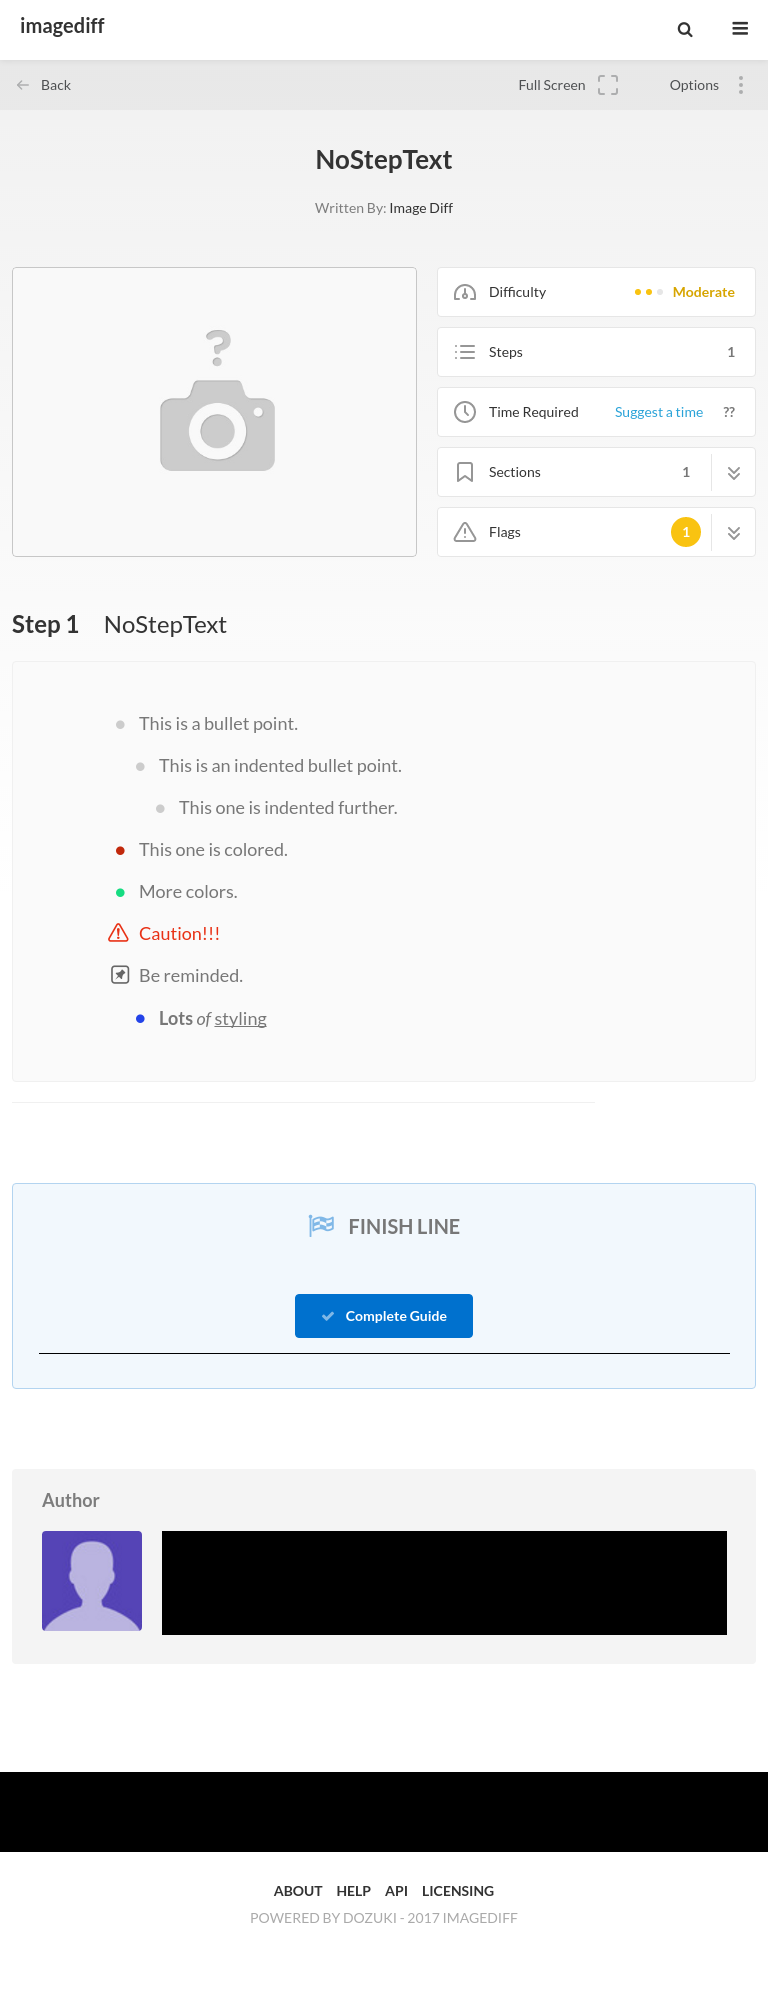 imagediff
Back
Full Screen
Options
NoStepText
Written By: Image Diff
Difficulty
Moderate
Steps
1
Time Required
Suggest a time
??
Sections
1
Flags
1
Step 1 NoStepText
This is a bullet point.
This is an indented bullet point.
This one is indented further.
This one is colored.
More colors.
Caution!!!
Be reminded.
Lots of styling
FINISH LINE
Complete Guide
Author
ABOUT HELP API LICENSING
POWERED BY DOZUKI - 2017 IMAGEDIFF